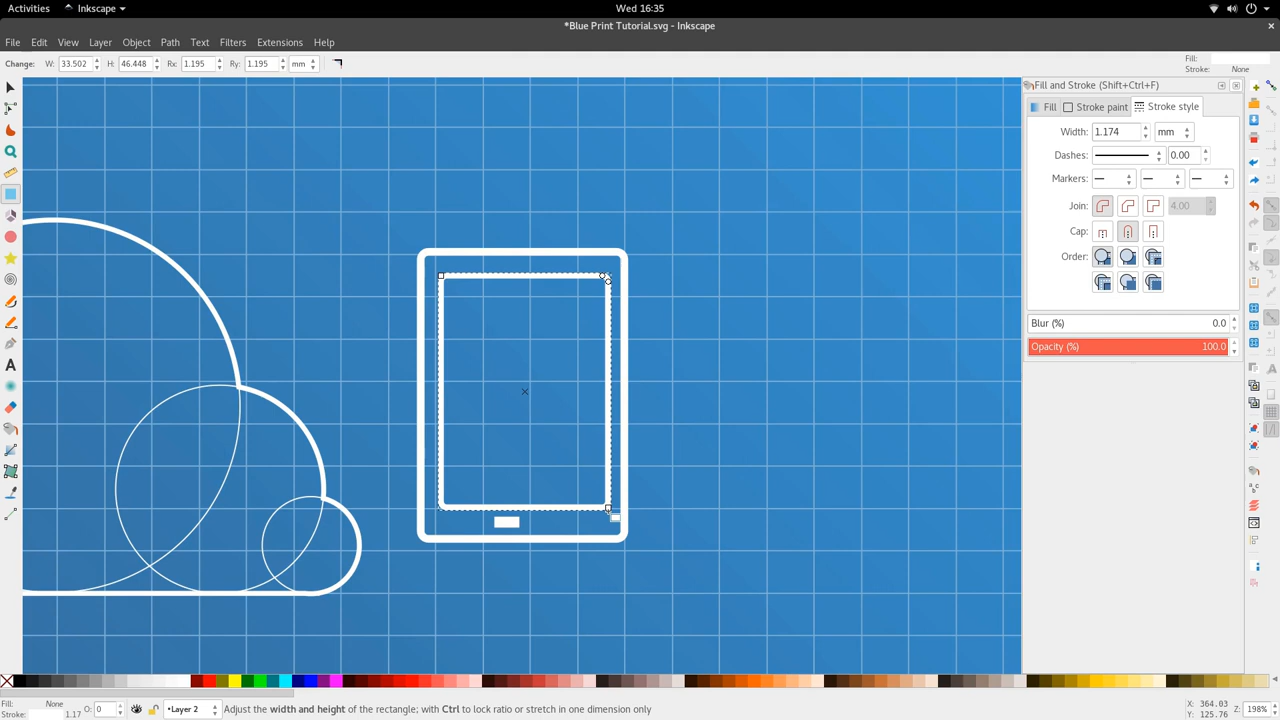 Activities
Inkscape
Wed 16:35
*Blue Print Tutorial.svg - Inkscape
File Edit View Layer Object Path Text Filters Extensions Help
Change: W: 33.502 H: 46.448 Rx: 1.195 Ry: 1.195 mm
Fill:
Stroke: None
Fill and Stroke (Shift+Ctrl+F)
Fill Stroke paint Stroke style
Width: 1.174 mm
Dashes: 0.00
Markers:
Join: 4.00
Cap:
Order:
Blur (%) 0.0
Opacity (%) 100.0
Fill: None
Stroke: 1.17
O: 0
•Layer 2
Adjust the width and height of the rectangle; with Ctrl to lock ratio or stretch in one dimension only
X: 364.03
Y: 125.76
Z: 198%